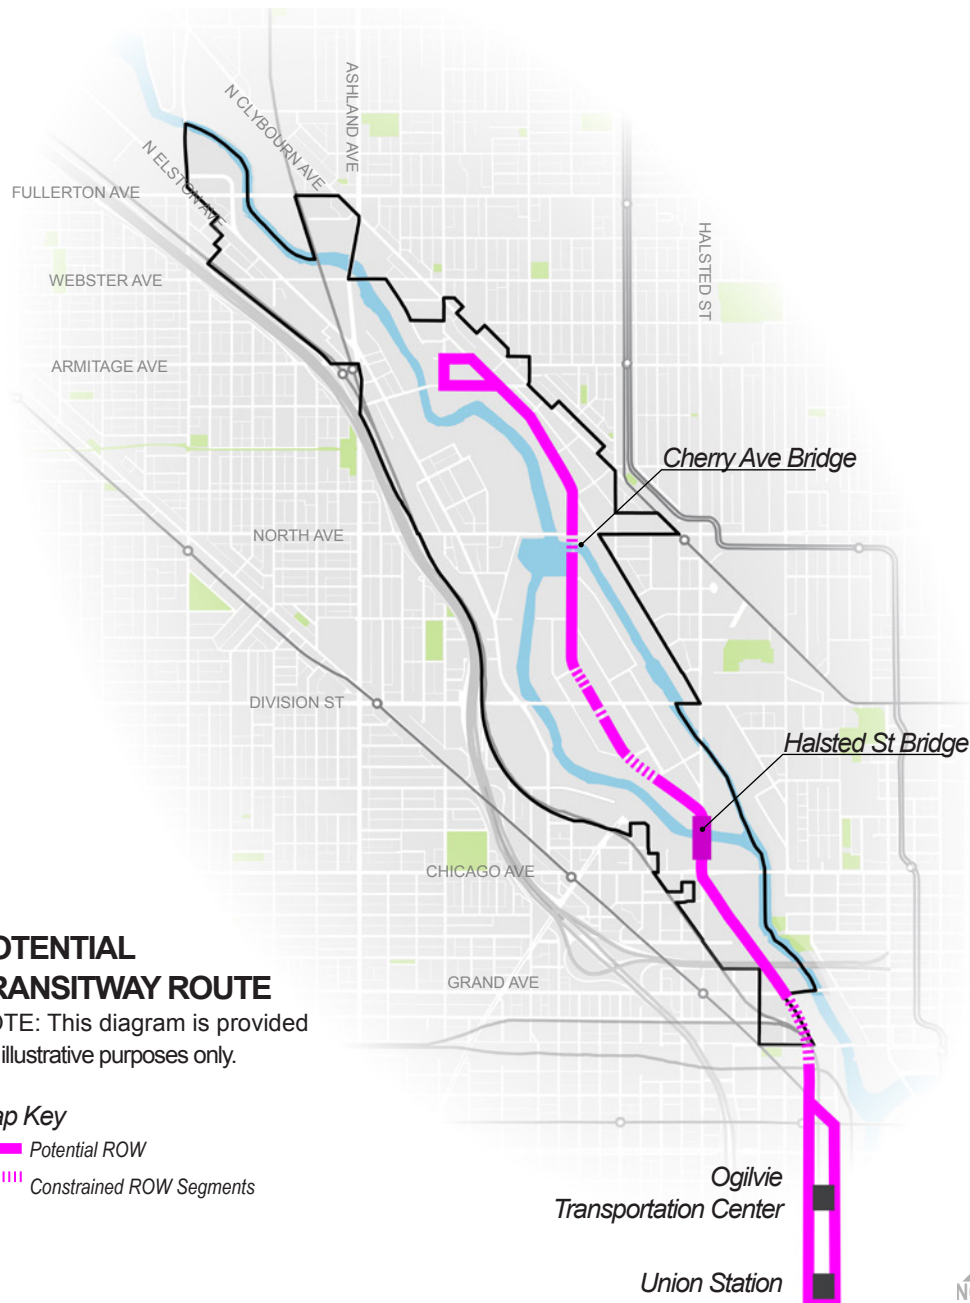 ASHLAND AVE
N CLYBOURN AVE
N ELSTON AVE
FULLERTON AVE
HALSTED ST
WEBSTER AVE
ARMITAGE AVE
Cherry Ave Bridge
NORTH AVE
DIVISION ST
Halsted St Bridge
CHICAGO AVE
GRAND AVE
OTENTIAL
RANSITWAY ROUTE
OTE: This diagram is provided
illustrative purposes only.
ap Key
Potential ROW
Constrained ROW Segments
Ogilvie
Transportation Center
Union Station